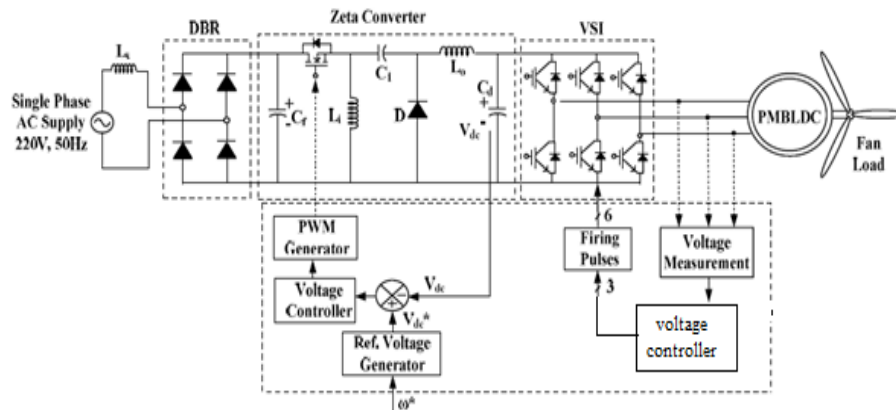 Zeta Converter
DBR
VSI
Ls
C1
Lo
Cd
Single Phase
AC Supply
220V, 50Hz
+
-
Cf
Li
D
+
Vdc
-
PMBLDC
Fan
Load
6
PWM
Generator
Firing
Pulses
Voltage
Measurement
Voltage
Controller
-
+
Vdc
3
Vdc*
voltage
controller
Ref. Voltage
Generator
ω*